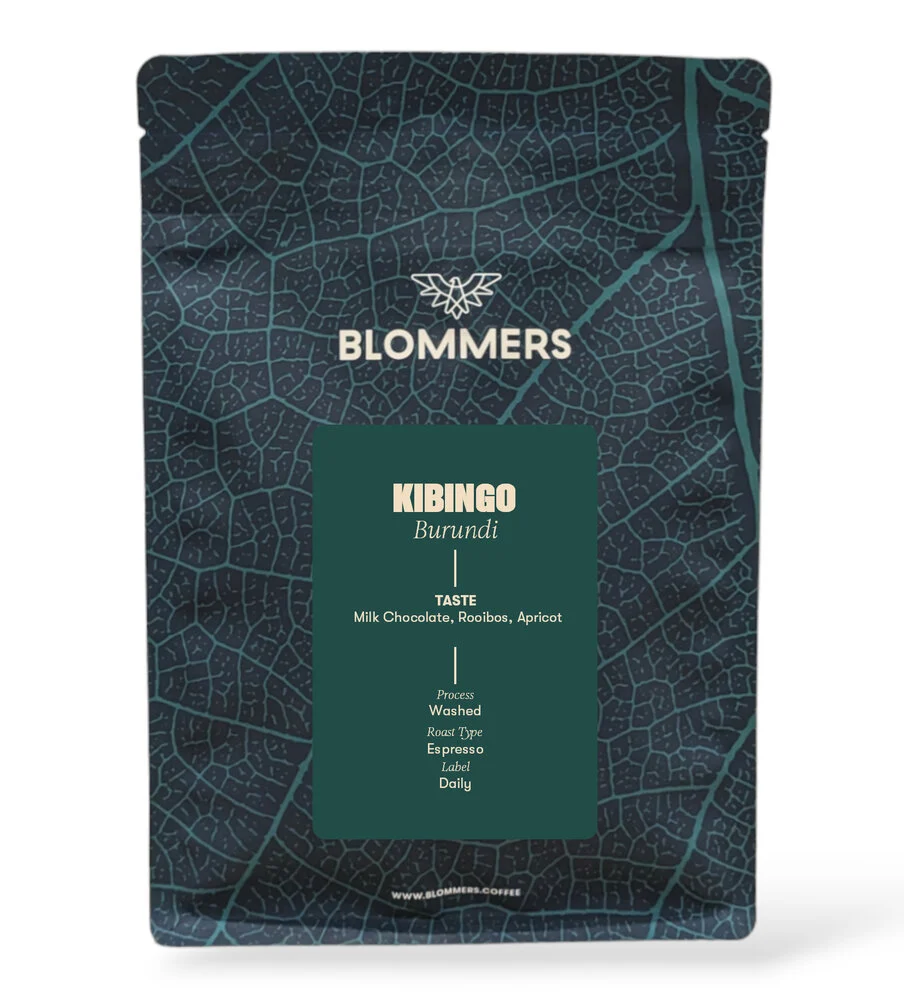 BLOMMERS
KIBINGO
Burundi
TASTE
Milk Chocolate, Rooibos, Apricot
Process
Washed
Roast Type
Espresso
Label
Daily
WWW.BLOMMERS.COFFEE